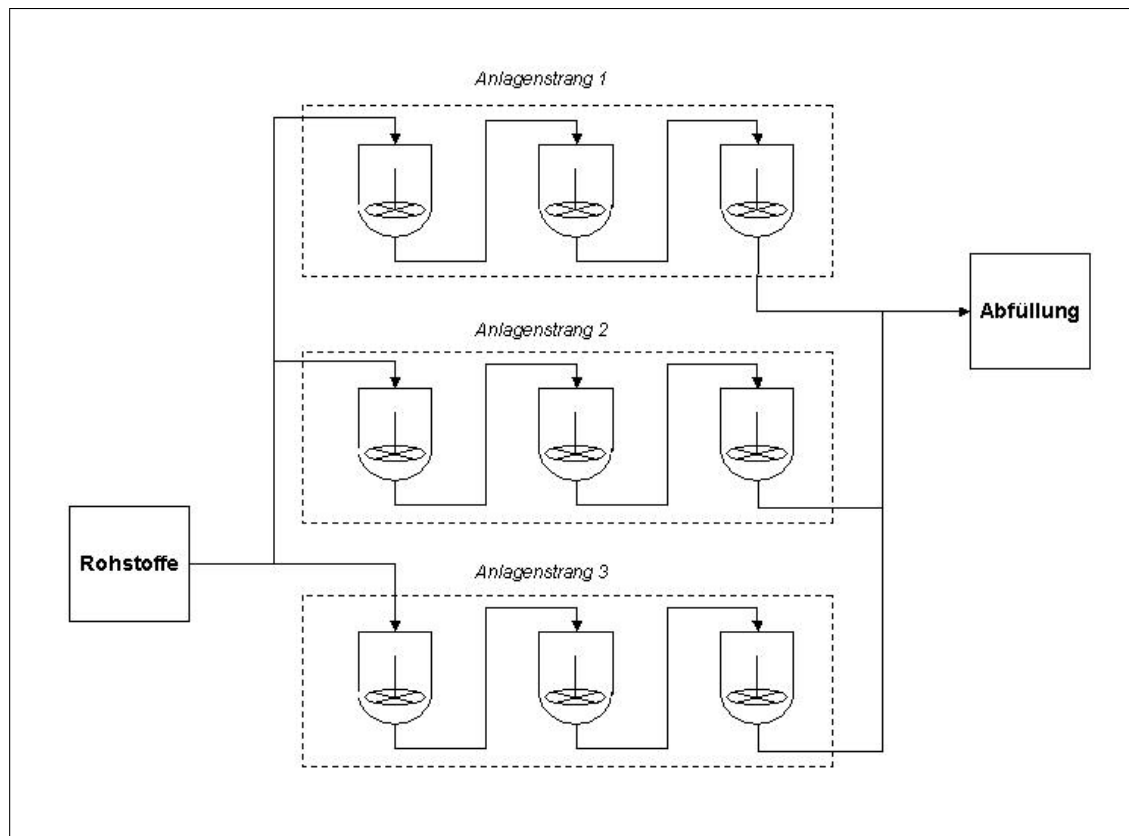 Anlagenstrang 1
Abfüllung
Anlagenstrang 2
Rohstoffe
Anlagenstrang 3